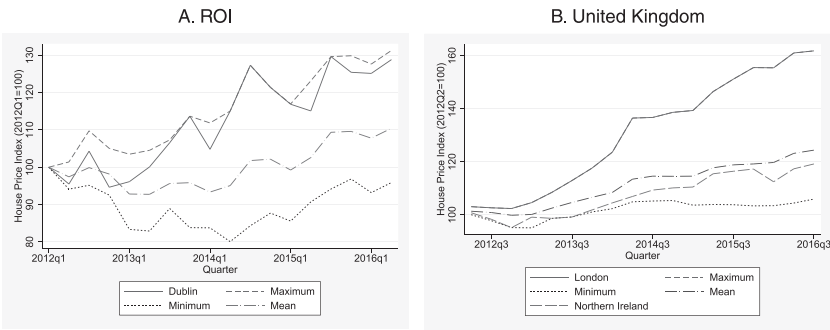 A. ROI
House Price Index (2012Q1=100)
130
120
110
100
90
80
2012q1 2013q1 2014q1 2015q1 2016q1
Quarter
Dublin Maximum
Minimum Mean
B. United Kingdom
House Price Index (2012Q2=100)
160
140
120
100
2012q3 2013q3 2014q3 2015q3 2016q3
Quarter
London Maximum
Minimum Mean
Northern Ireland